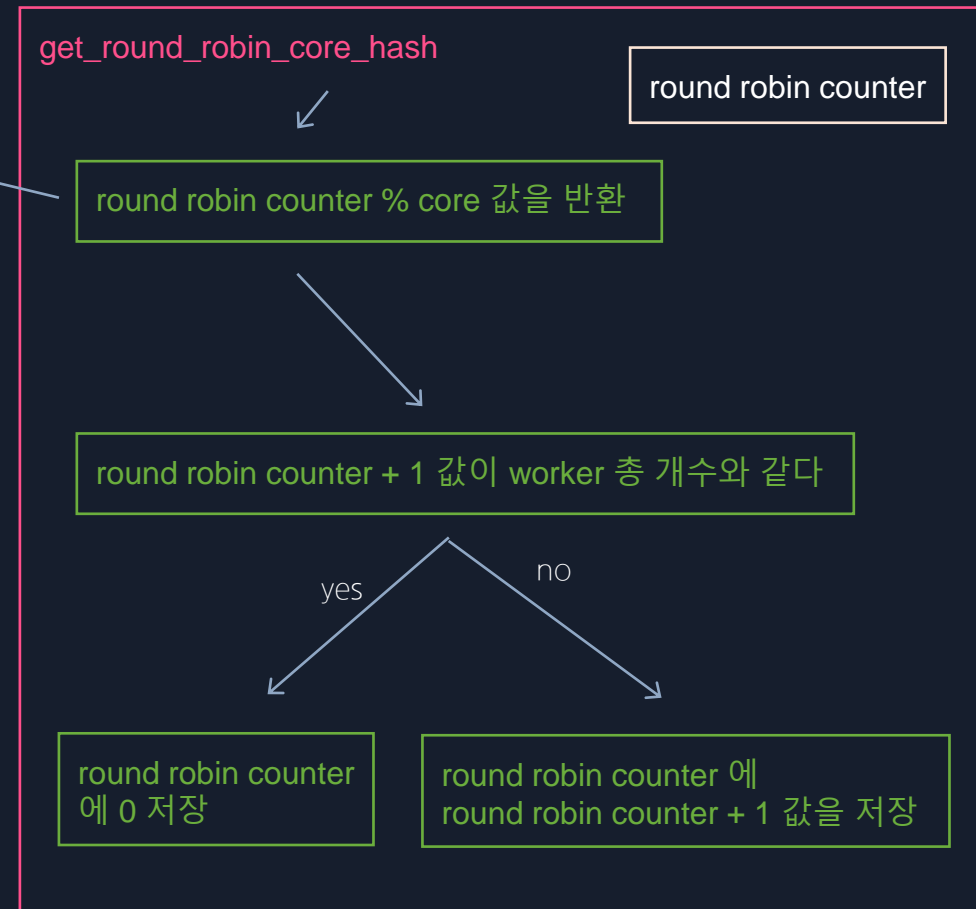 get_round_robin_core_hash
round robin counter
round robin counter % core 값을 반환
round robin counter + 1 값이 worker 총 개수와 같다
yes
no
round robin counter
에 0 저장
round robin counter 에
round robin counter + 1 값을 저장